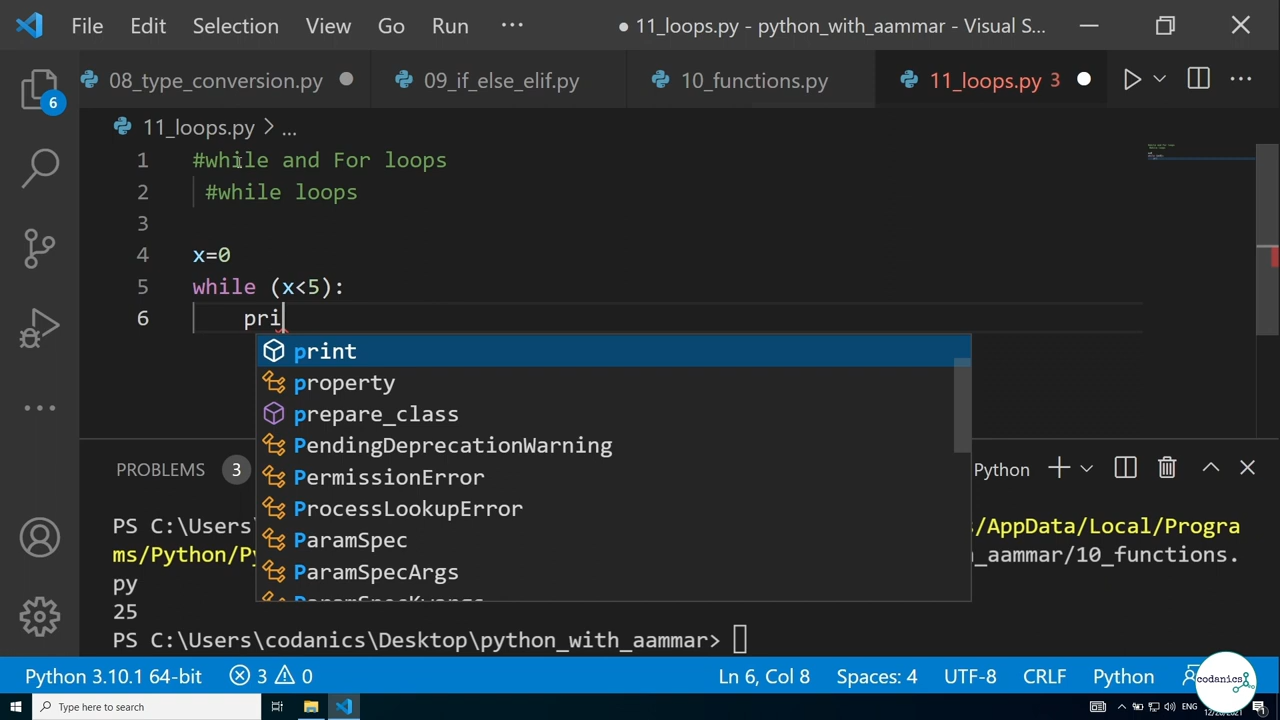 File Edit Selection View Go Run ··· ● 11_loops.py - python_with_aammar - Visual S...
08_type_conversion.py 09_if_else_elif.py 10_functions.py 11_loops.py 3
6
11_loops.py > ...
1 #while and For loops
2 #while loops
3
4 x=0
5 while (x<5):
6 pri
print
property
prepare_class
PendingDeprecationWarning
PermissionError
ProcessLookupError
ParamSpec
ParamSpecArgs
PROBLEMS 3 Python
PS C:\Users\ s/AppData/Local/Progra
ms/Python/Py _aammar/10_functions.
py
25
PS C:\Users\codanics\Desktop\python_with_aammar>
Python 3.10.1 64-bit 3 0 Ln 6, Col 8 Spaces: 4 UTF-8 CRLF Python
codanics
Type here to search ENG